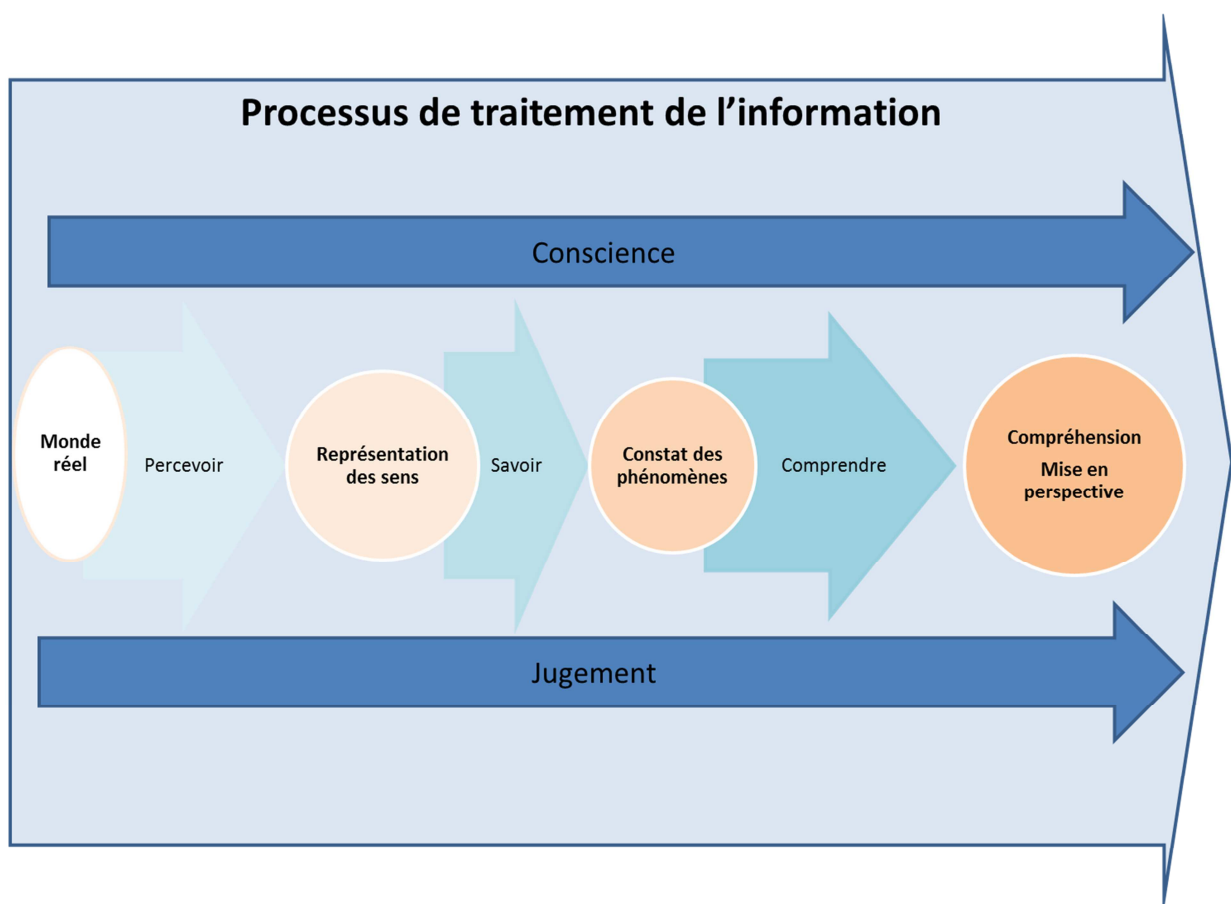 Processus de traitement de l’information
Conscience
Monde
réel
Percevoir
Représentation
des sens
Savoir
Constat des
phénomènes
Comprendre
Compréhension
Mise en
perspective
Jugement